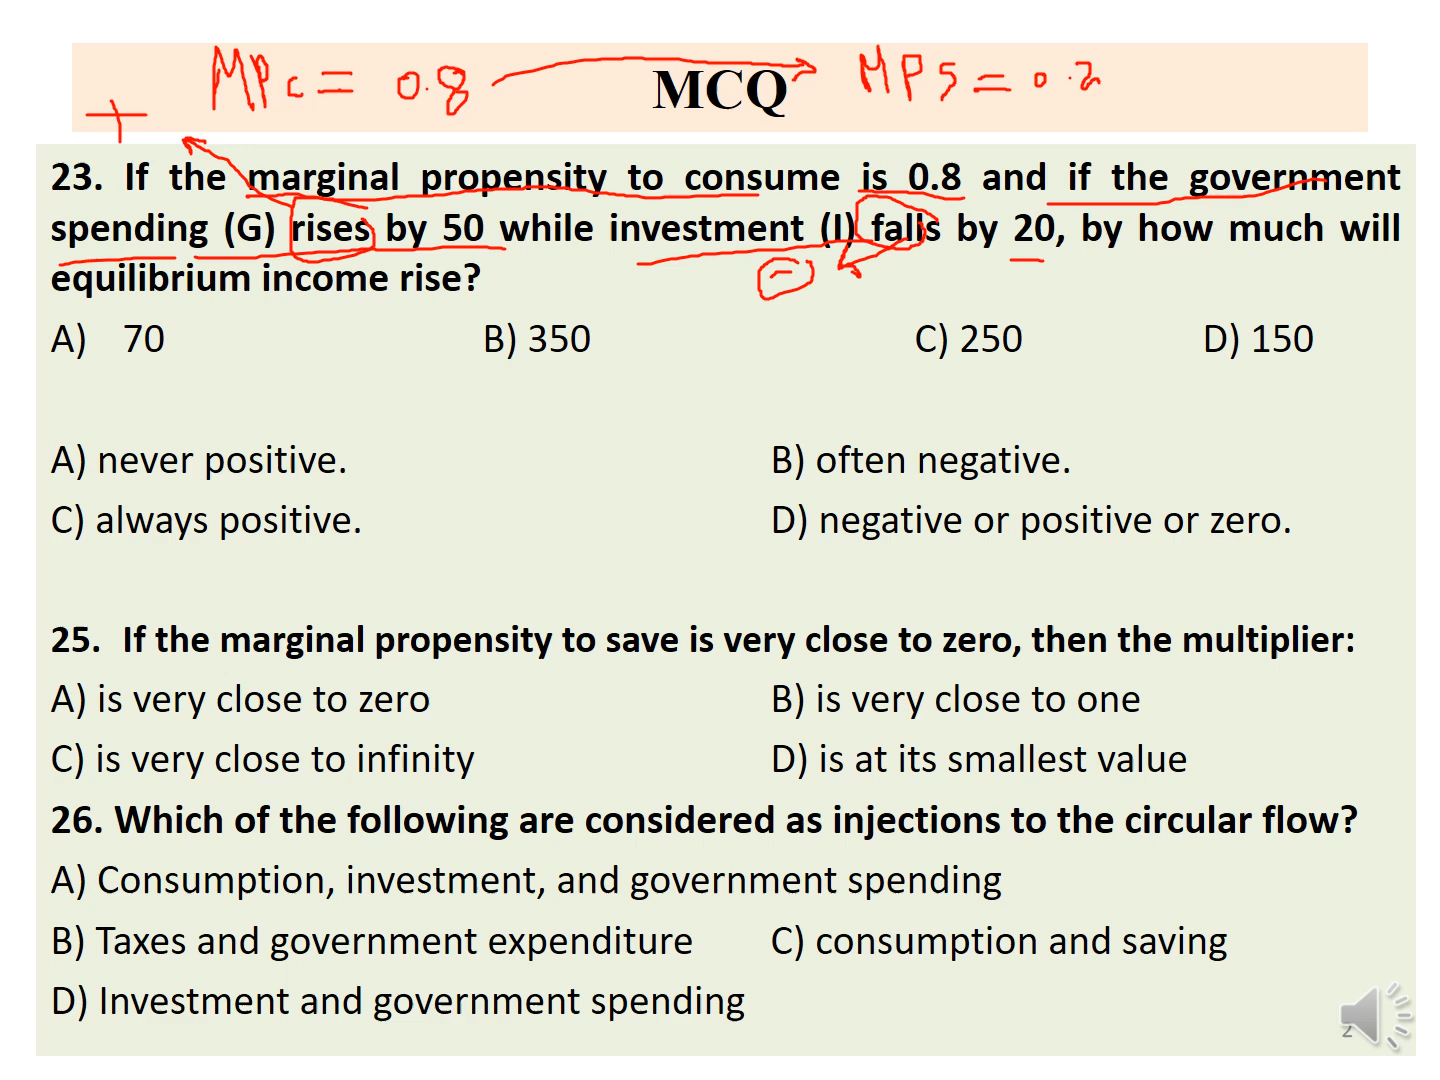 MPc = 0.8 MCQ MPS = 0.2
+
23. If the marginal propensity to consume is 0.8 and if the government
spending (G) rises by 50 while investment (I) falls by 20, by how much will
equilibrium income rise?
-
A) 70 B) 350 C) 250 D) 150
A) never positive. B) often negative.
C) always positive. D) negative or positive or zero.
25. If the marginal propensity to save is very close to zero, then the multiplier:
A) is very close to zero B) is very close to one
C) is very close to infinity D) is at its smallest value
26. Which of the following are considered as injections to the circular flow?
A) Consumption, investment, and government spending
B) Taxes and government expenditure C) consumption and saving
D) Investment and government spending
2